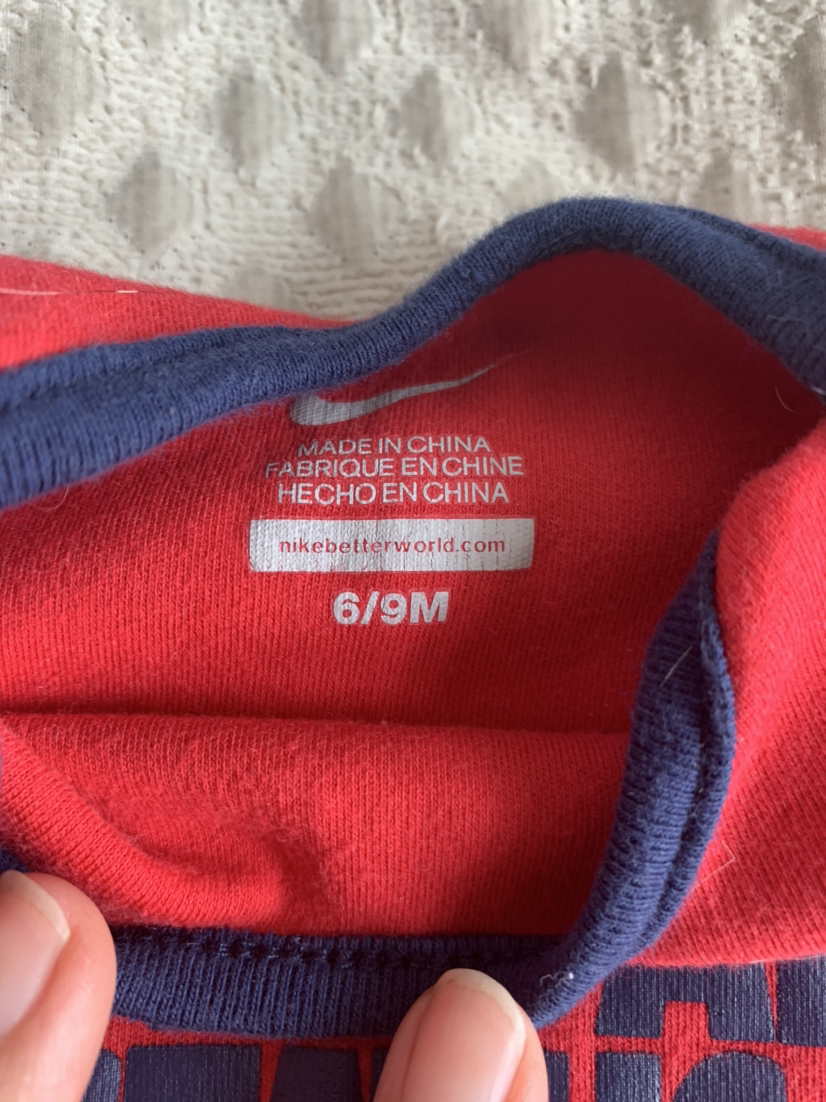 MADE IN CHINA
FABRIQUE EN CHINE
HECHO EN CHINA
nikebetterworld.com
6/9M